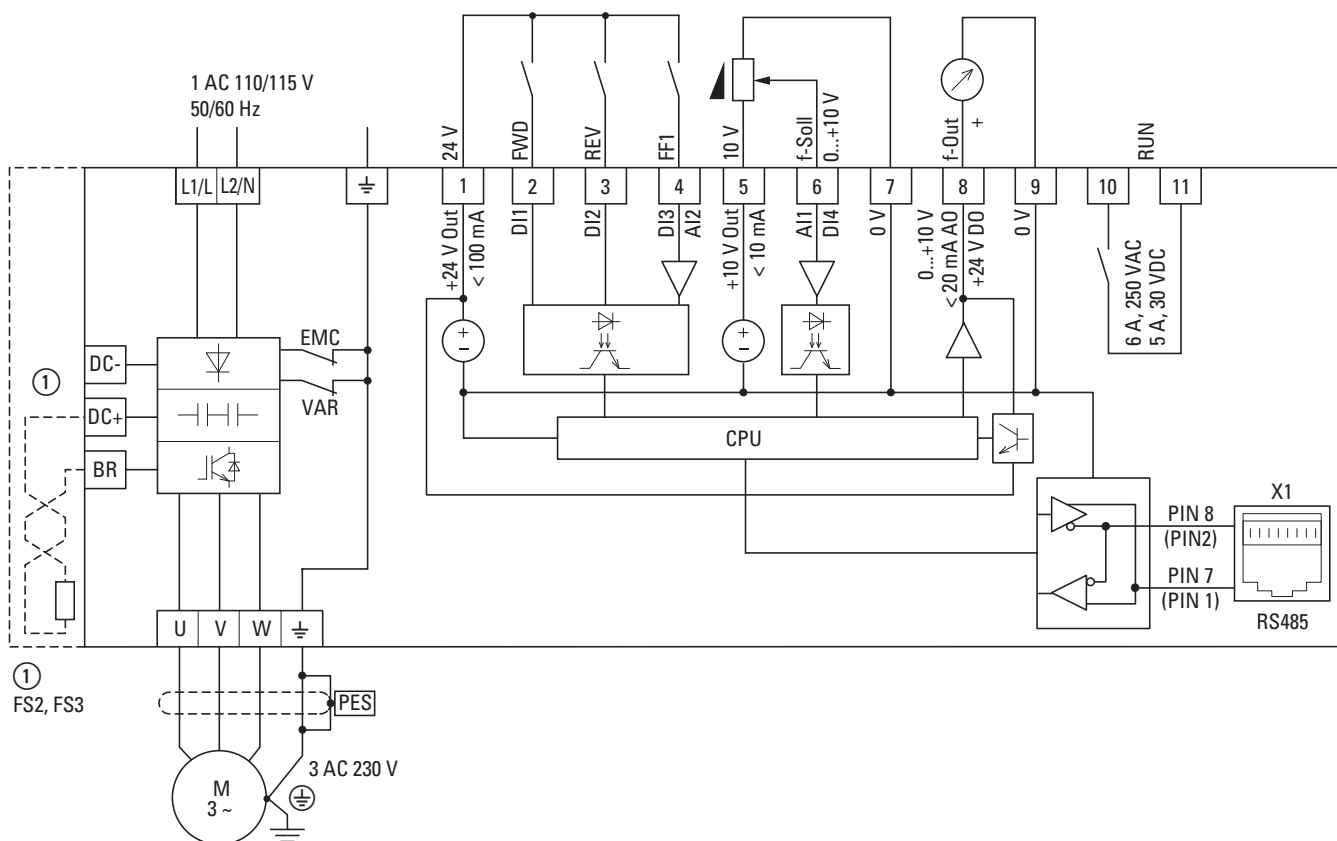 1 AC 110/115 V
50/60 Hz
24 V
FWD
REV
FF1
10 V
f-Soll
0...+10 V
f-Out
+
RUN
L1/L
L2/N
1
2
3
4
5
6
7
8
9
10
11
+24 V Out
< 100 mA
DI1
DI2
DI3
AI2
+10 V Out
< 10 mA
AI1
DI4
0 V
0...+10 V
< 20 mA AO
+24 V DO
0 V
6 A, 250 VAC
5 A, 30 VDC
+
-
+
-
EMC
VAR
DC-
1
DC+
BR
CPU
X1
PIN 8
(PIN2)
PIN 7
(PIN 1)
RS485
U
V
W
1
FS2, FS3
PES
3 AC 230 V
M
3 ~